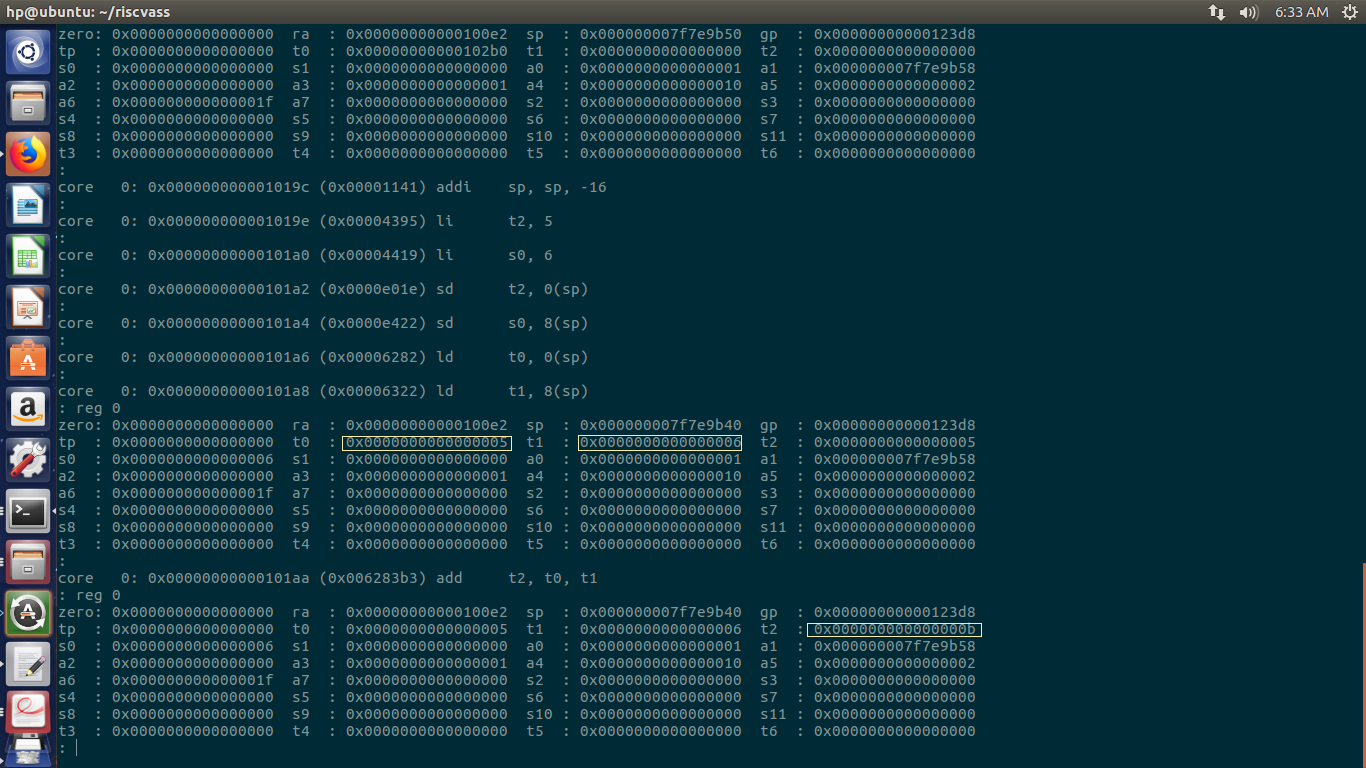 hp@ubuntu: ~/riscvass 6:33 AM
zero: 0x0000000000000000 ra : 0x00000000000100e2 sp : 0x000000007f7e9b50 gp : 0x00000000000123d8
tp : 0x0000000000000000 t0 : 0x00000000000102b0 t1 : 0x0000000000000000 t2 : 0x0000000000000000
s0 : 0x0000000000000000 s1 : 0x0000000000000000 a0 : 0x0000000000000001 a1 : 0x000000007f7e9b58
a2 : 0x0000000000000000 a3 : 0x0000000000000001 a4 : 0x0000000000000010 a5 : 0x0000000000000002
a6 : 0x000000000000001f a7 : 0x0000000000000000 s2 : 0x0000000000000000 s3 : 0x0000000000000000
s4 : 0x0000000000000000 s5 : 0x0000000000000000 s6 : 0x0000000000000000 s7 : 0x0000000000000000
s8 : 0x0000000000000000 s9 : 0x0000000000000000 s10 : 0x0000000000000000 s11 : 0x0000000000000000
t3 : 0x0000000000000000 t4 : 0x0000000000000000 t5 : 0x0000000000000000 t6 : 0x0000000000000000
:
core 0: 0x000000000001019c (0x00001141) addi sp, sp, -16
:
core 0: 0x000000000001019e (0x00004395) li t2, 5
:
core 0: 0x00000000000101a0 (0x00004419) li s0, 6
:
core 0: 0x00000000000101a2 (0x0000e01e) sd t2, 0(sp)
:
core 0: 0x00000000000101a4 (0x0000e422) sd s0, 8(sp)
:
core 0: 0x00000000000101a6 (0x00006282) ld t0, 0(sp)
:
core 0: 0x00000000000101a8 (0x00006322) ld t1, 8(sp)
: reg 0
zero: 0x0000000000000000 ra : 0x00000000000100e2 sp : 0x000000007f7e9b40 gp : 0x00000000000123d8
tp : 0x0000000000000000 t0 : 0x0000000000000005 t1 : 0x0000000000000006 t2 : 0x0000000000000005
s0 : 0x0000000000000006 s1 : 0x0000000000000000 a0 : 0x0000000000000001 a1 : 0x000000007f7e9b58
a2 : 0x0000000000000000 a3 : 0x0000000000000001 a4 : 0x0000000000000010 a5 : 0x0000000000000002
a6 : 0x000000000000001f a7 : 0x0000000000000000 s2 : 0x0000000000000000 s3 : 0x0000000000000000
s4 : 0x0000000000000000 s5 : 0x0000000000000000 s6 : 0x0000000000000000 s7 : 0x0000000000000000
s8 : 0x0000000000000000 s9 : 0x0000000000000000 s10 : 0x0000000000000000 s11 : 0x0000000000000000
t3 : 0x0000000000000000 t4 : 0x0000000000000000 t5 : 0x0000000000000000 t6 : 0x0000000000000000
:
core 0: 0x00000000000101aa (0x006283b3) add t2, t0, t1
: reg 0
zero: 0x0000000000000000 ra : 0x00000000000100e2 sp : 0x000000007f7e9b40 gp : 0x00000000000123d8
tp : 0x0000000000000000 t0 : 0x0000000000000005 t1 : 0x0000000000000006 t2 : 0x000000000000000b
s0 : 0x0000000000000006 s1 : 0x0000000000000000 a0 : 0x0000000000000001 a1 : 0x000000007f7e9b58
a2 : 0x0000000000000000 a3 : 0x0000000000000001 a4 : 0x0000000000000010 a5 : 0x0000000000000002
a6 : 0x000000000000001f a7 : 0x0000000000000000 s2 : 0x0000000000000000 s3 : 0x0000000000000000
s4 : 0x0000000000000000 s5 : 0x0000000000000000 s6 : 0x0000000000000000 s7 : 0x0000000000000000
s8 : 0x0000000000000000 s9 : 0x0000000000000000 s10 : 0x0000000000000000 s11 : 0x0000000000000000
t3 : 0x0000000000000000 t4 : 0x0000000000000000 t5 : 0x0000000000000000 t6 : 0x0000000000000000
: